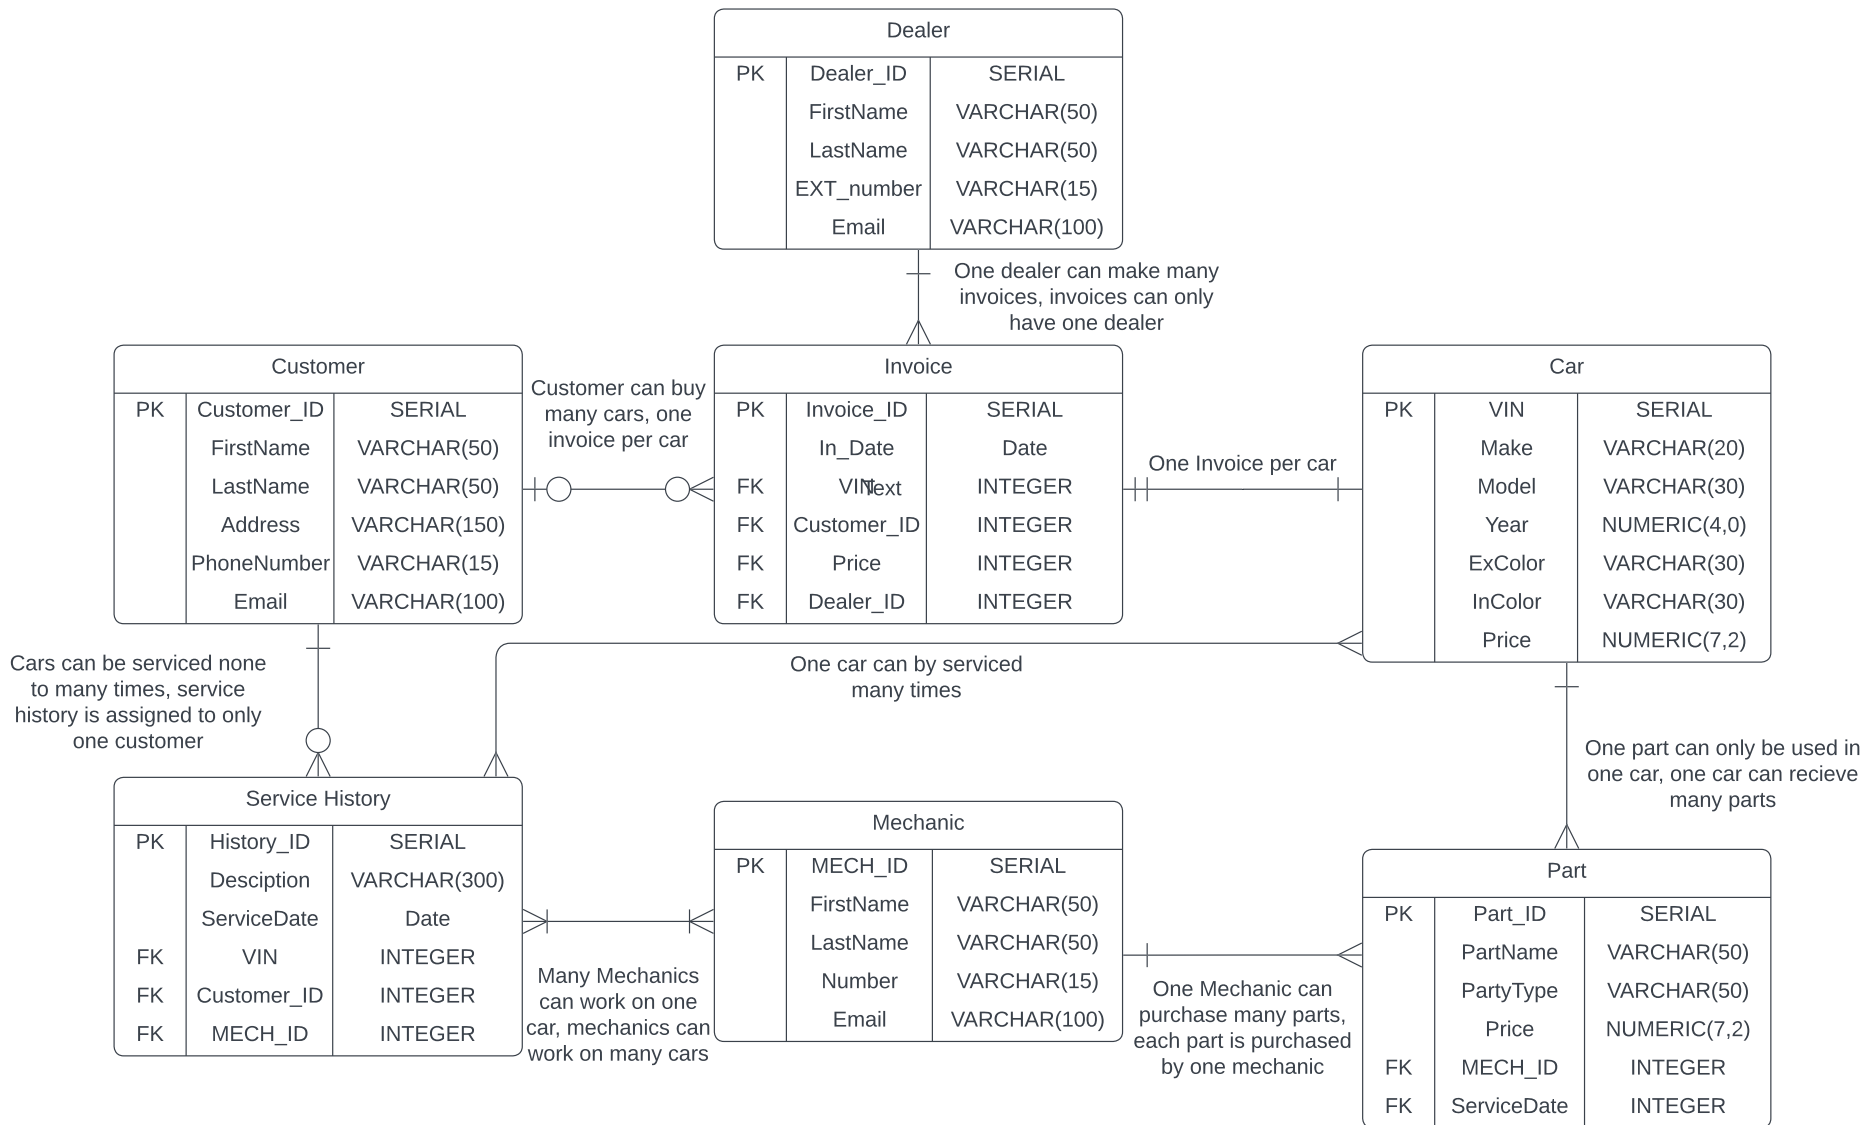 Dealer
PK Dealer_ID SERIAL
FirstName VARCHAR(50)
LastName VARCHAR(50)
EXT_number VARCHAR(15)
Email VARCHAR(100)
One dealer can make many
invoices, invoices can only
have one dealer
Customer
PK Customer_ID SERIAL
FirstName VARCHAR(50)
LastName VARCHAR(50)
Address VARCHAR(150)
PhoneNumber VARCHAR(15)
Email VARCHAR(100)
Customer can buy
many cars, one
invoice per car
Invoice
PK Invoice_ID SERIAL
In_Date Date
FK VIN Text INTEGER
FK Customer_ID INTEGER
FK Price INTEGER
FK Dealer_ID INTEGER
One Invoice per car
Car
PK VIN SERIAL
Make VARCHAR(20)
Model VARCHAR(30)
Year NUMERIC(4,0)
ExColor VARCHAR(30)
InColor VARCHAR(30)
Price NUMERIC(7,2)
Cars can be serviced none
to many times, service
history is assigned to only
one customer
One car can by serviced
many times
One part can only be used in
one car, one car can recieve
many parts
Service History
PK History_ID SERIAL
Desciption VARCHAR(300)
ServiceDate Date
FK VIN INTEGER
FK Customer_ID INTEGER
FK MECH_ID INTEGER
Many Mechanics
can work on one
car, mechanics can
work on many cars
Mechanic
PK MECH_ID SERIAL
FirstName VARCHAR(50)
LastName VARCHAR(50)
Number VARCHAR(15)
Email VARCHAR(100)
One Mechanic can
purchase many parts,
each part is purchased
by one mechanic
Part
PK Part_ID SERIAL
PartName VARCHAR(50)
PartyType VARCHAR(50)
Price NUMERIC(7,2)
FK MECH_ID INTEGER
FK ServiceDate INTEGER